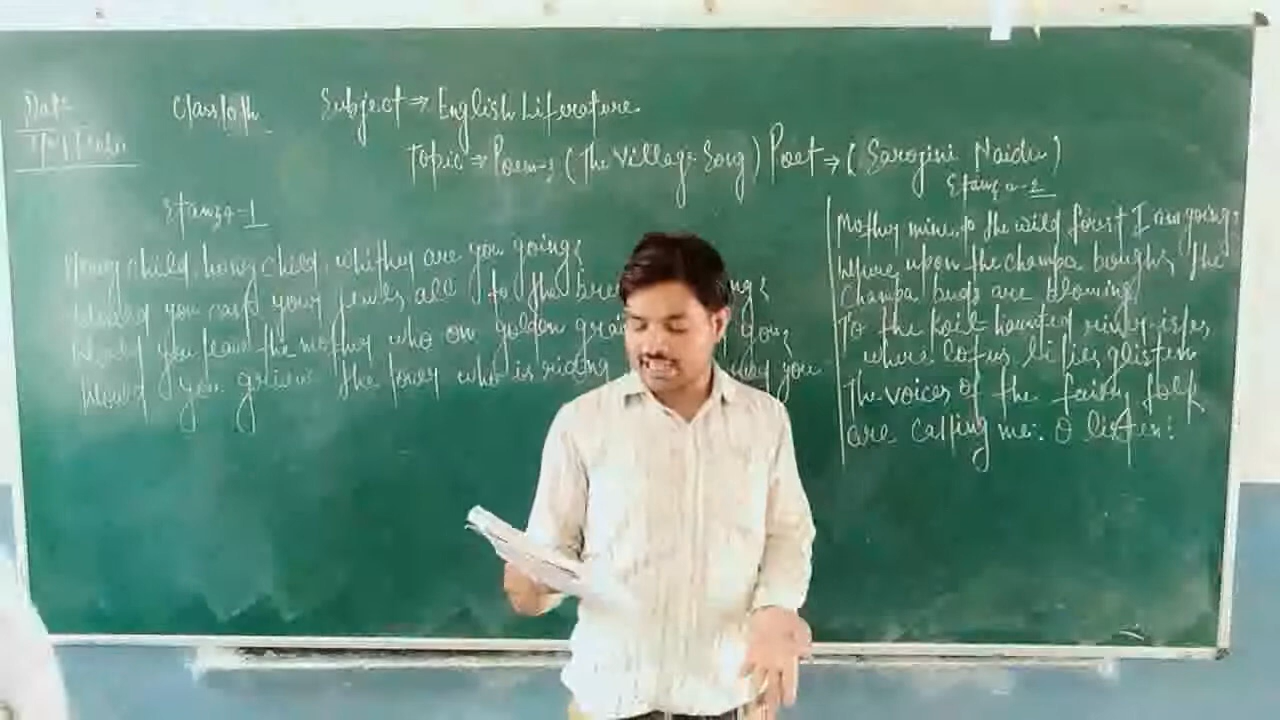 Date
Class 10th
Subject ⇒ English Literature
Topic ⇒ Poem-3 (The Village Song) Poet → (Sarojini Naidu)
Stanza-1
Honey child, honey child, whither are you going?
Would you cast your jewels all to the bre
Would you leave the mother who on golden grai
Would you grieve the lover who is riding you
Stanza-2
Mother mine, to the wild forest I am going,
Where upon the champa boughs the
Champa buds are blowing
To the koil-haunted river-isles,
where lotus lilies glisten
The voices of the fairy folk
are calling me: O listen!